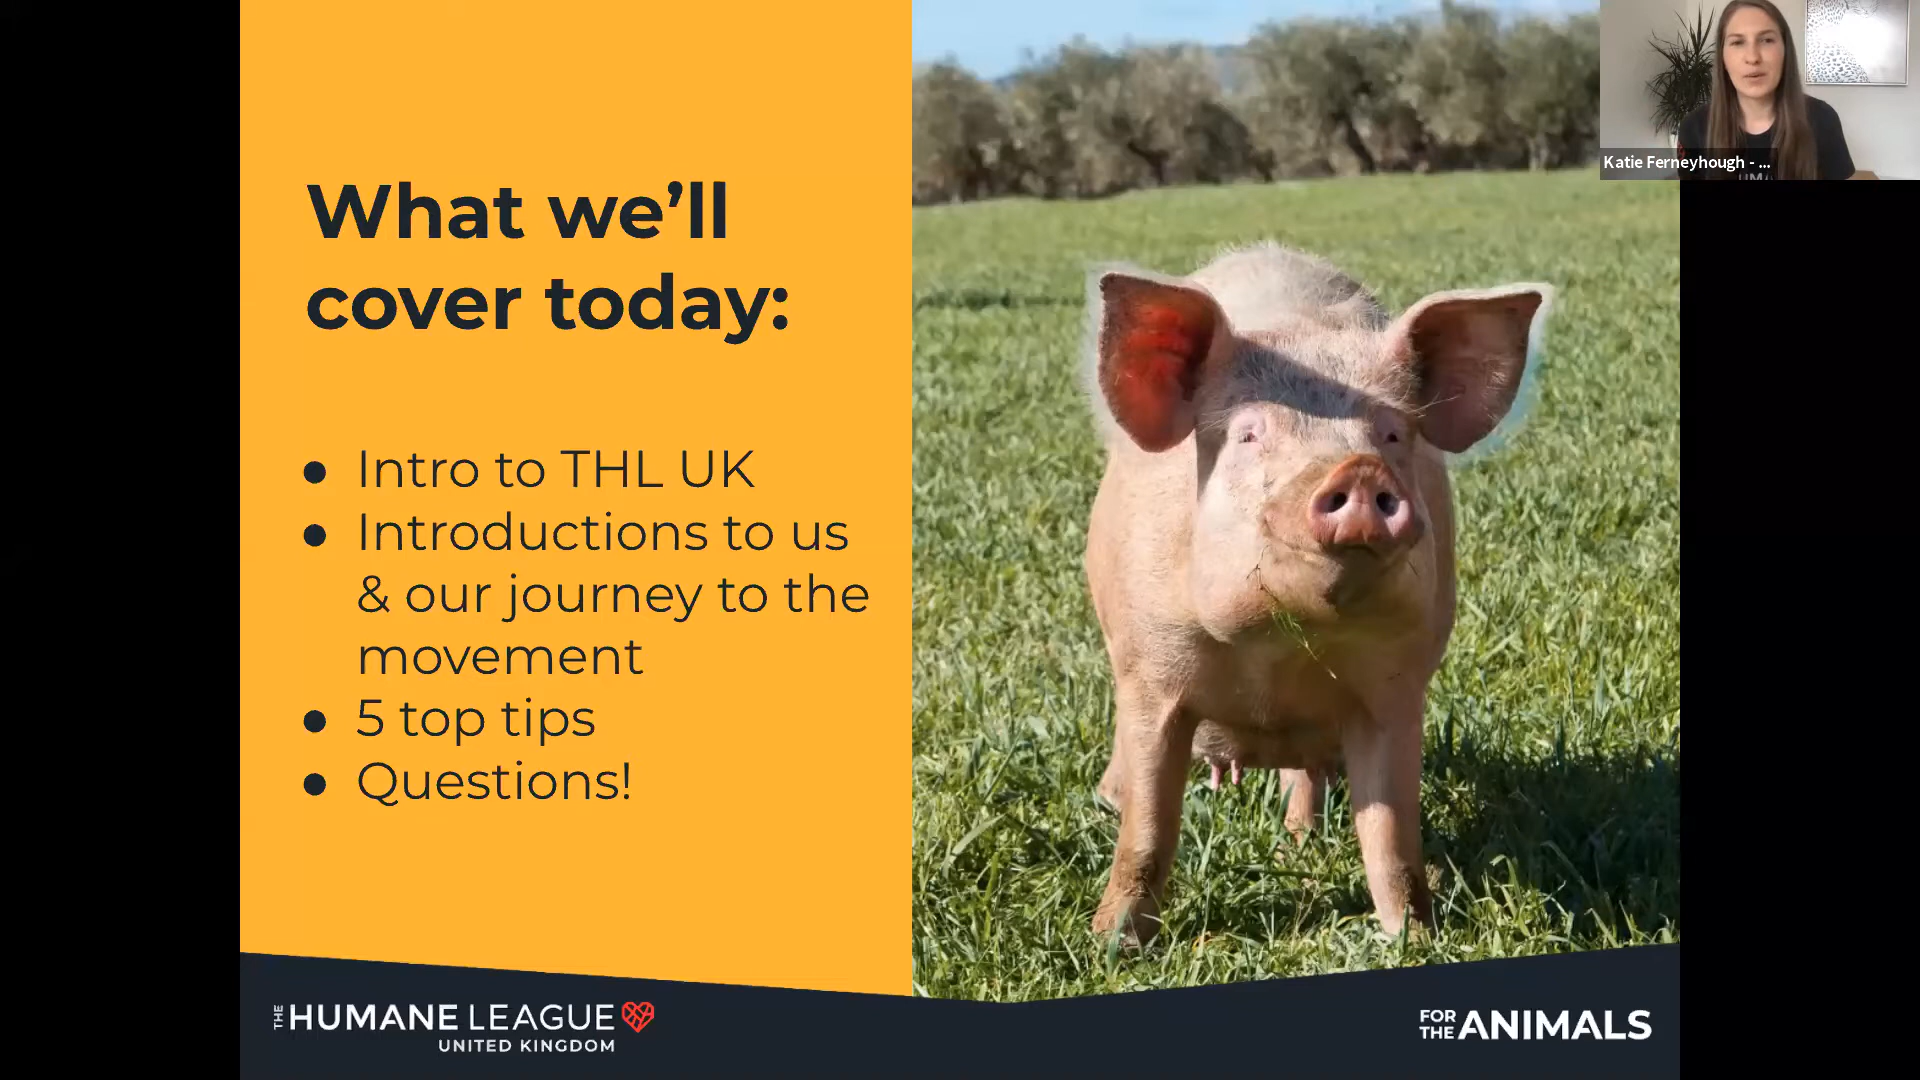 What we’ll
cover today:
● Intro to THL UK
● Introductions to us
& our journey to the
movement
● 5 top tips
● Questions!
THE HUMANE LEAGUE
UNITED KINGDOM
FOR THE ANIMALS
Katie Ferneyhough - ...